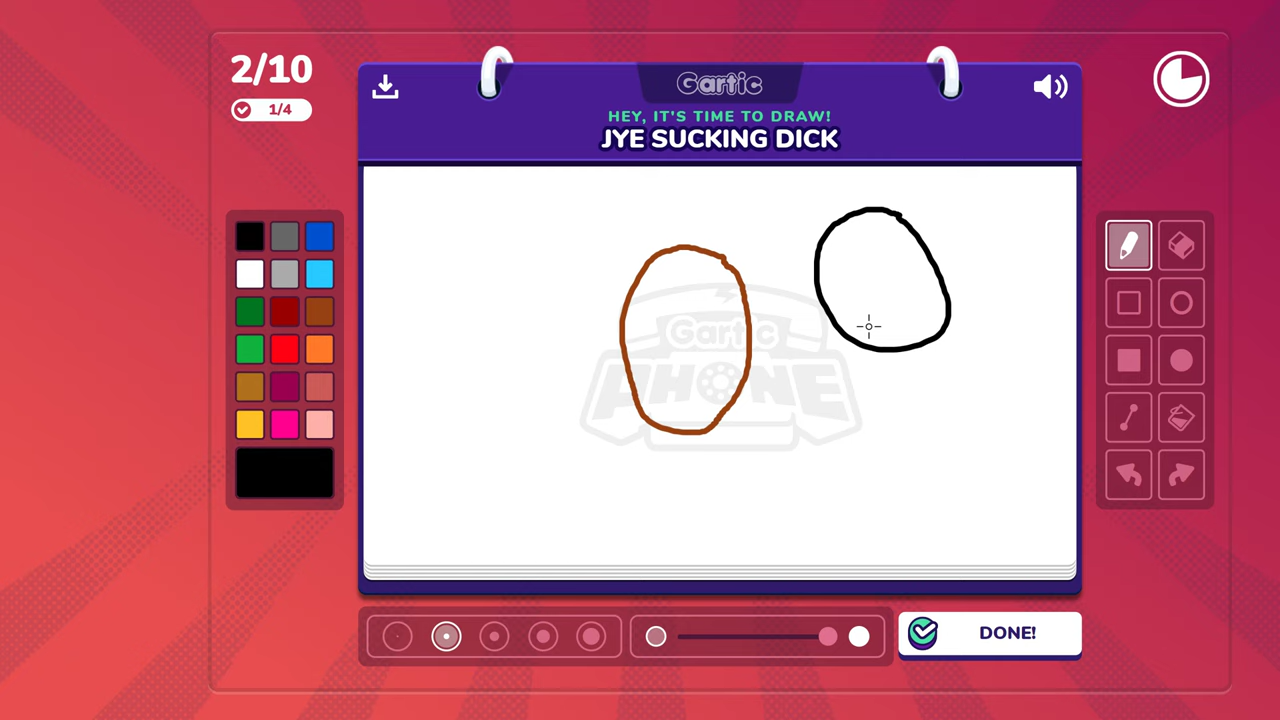 2/10
1/4
Gartic
HEY, IT'S TIME TO DRAW!
JYE SUCKING DICK
Gartic
PHONE
DONE!